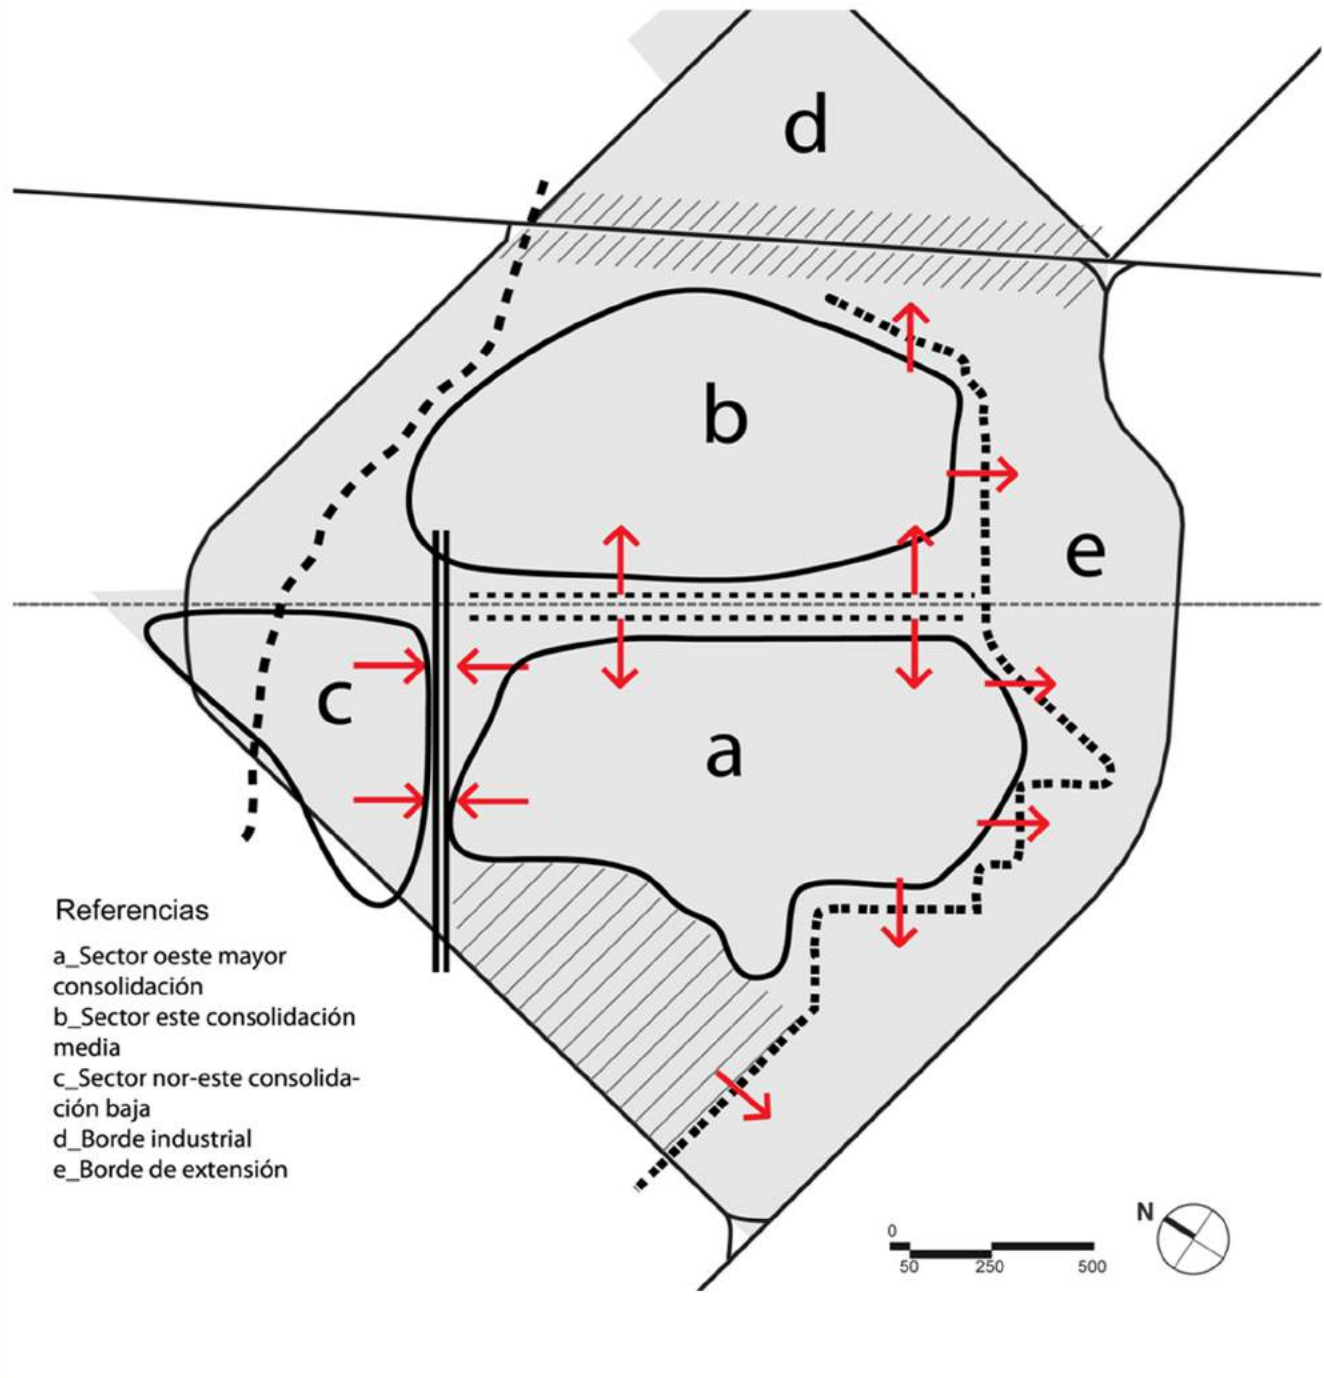 d
b
e
c
a
Referencias
a_Sector oeste mayor
consolidación
b_Sector este consolidación
media
c_Sector nor-este consolida-
ción baja
d_Borde industrial
e_Borde de extensión
N
0
50 250 500